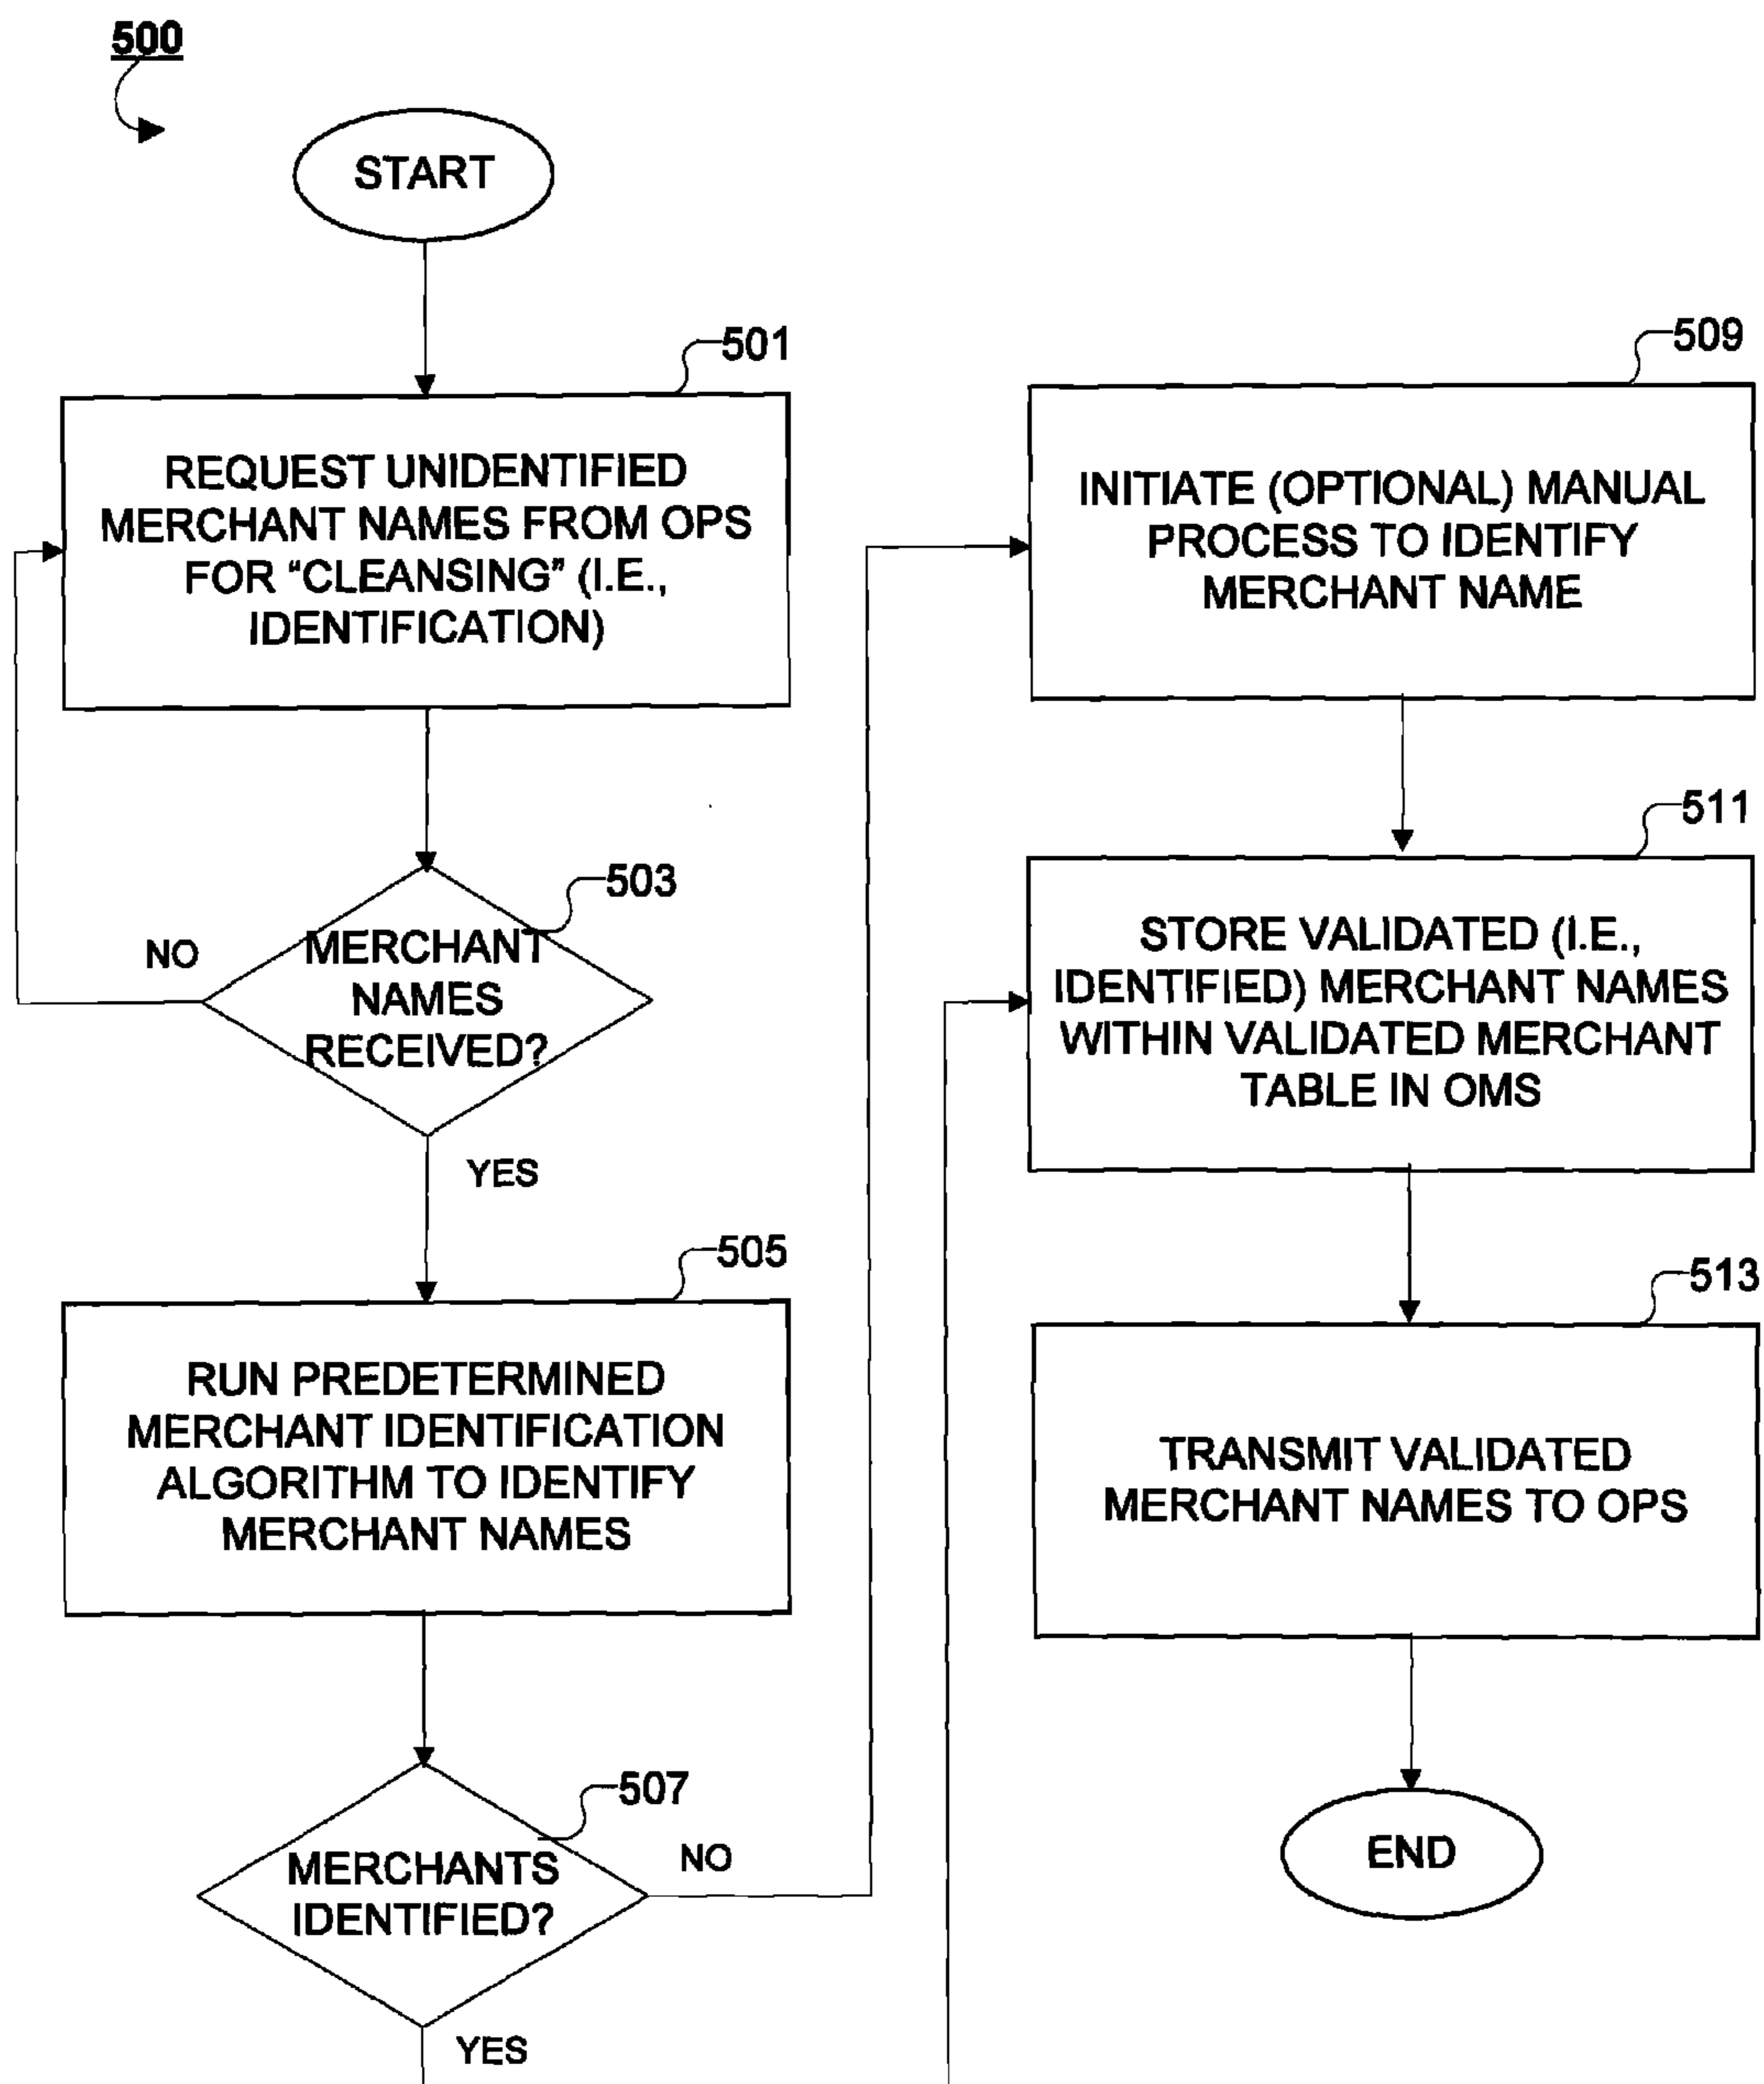 500
START
501
REQUEST UNIDENTIFIED
MERCHANT NAMES FROM OPS
FOR “CLEANSING” (I.E.,
IDENTIFICATION)
503
NO
MERCHANT
NAMES
RECEIVED?
YES
505
RUN PREDETERMINED
MERCHANT IDENTIFICATION
ALGORITHM TO IDENTIFY
MERCHANT NAMES
507
MERCHANTS
IDENTIFIED?
NO
YES
509
INITIATE (OPTIONAL) MANUAL
PROCESS TO IDENTIFY
MERCHANT NAME
511
STORE VALIDATED (I.E.,
IDENTIFIED) MERCHANT NAMES
WITHIN VALIDATED MERCHANT
TABLE IN OMS
513
TRANSMIT VALIDATED
MERCHANT NAMES TO OPS
END